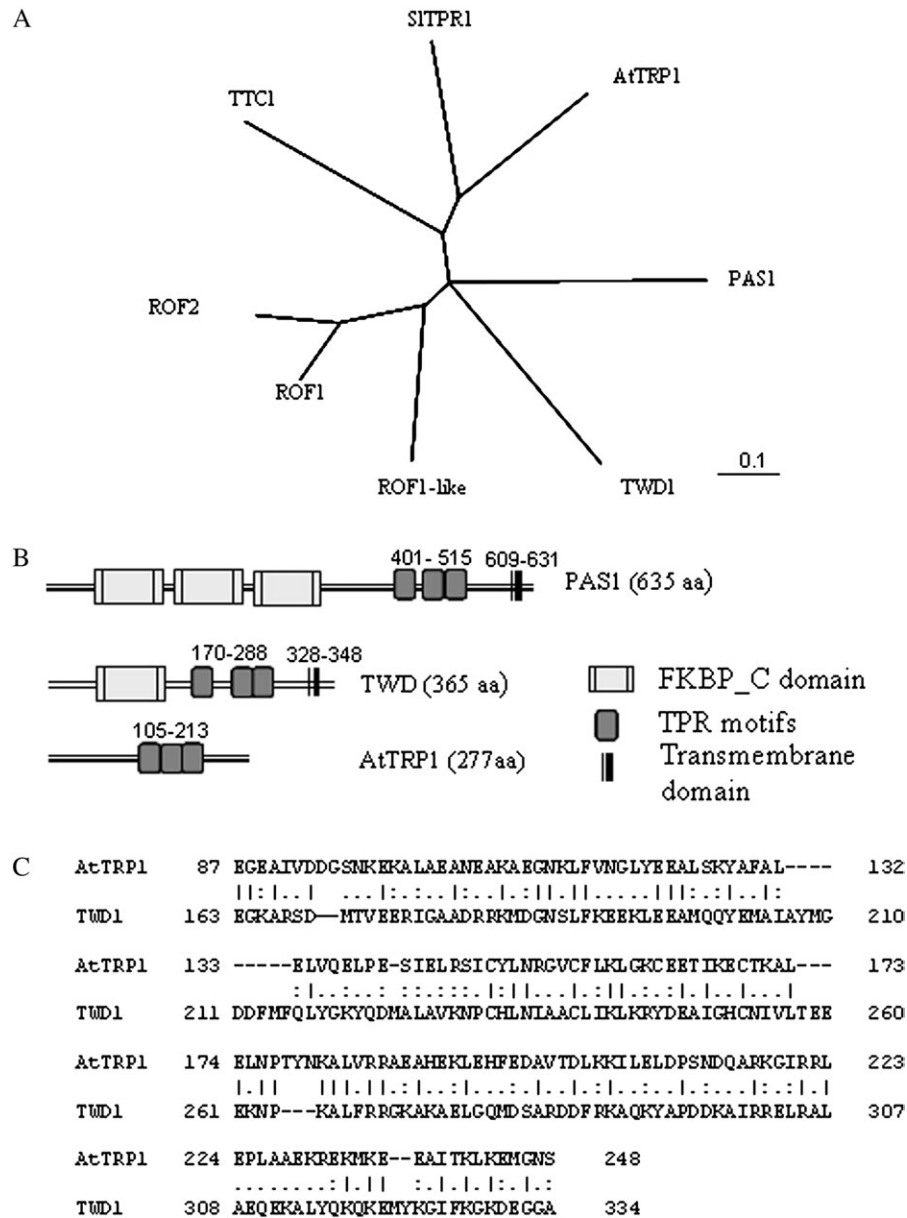 A
SlTPR1
AtTRP1
TTC1
PAS1
ROF2
ROF1
ROF1-like
TWD1
0.1
B
401- 515 609-631
PAS1 (635 aa)
170-288 328-348
TWD (365 aa)
FKBP_C domain
105-213
AtTRP1 (277aa)
TPR motifs
Transmembrane
domain
C
AtTRP1 87 EGEAIVDDGSNKEKALAEANEAKAEGNKLFVNGLYEEALSKYAFAL---- 132
||:|..| ...|.:..:.|:..:||.||....|||:..:|..|
TWD1 163 EGKARSD--MTVEERIGAADRRKMDGNSLFKEEKLEEAMQQYEMAIAYMG 210
AtTRP1 133 -----ELVQELPE-SIELRSICYLNRGVCFLKLGKCEETIKECTKAL--- 173
:|..:.. :::::..|:||...|:||.:.:|.|..|...|
TWD1 211 DDFMFQLYGKYQDMALAVKNPCHLNIAACLIKLKRYDEAIGHCNIVLTEE 260
AtTRP1 174 ELNPTYNKALVRRAEAHEKLEHFEDAVTDLKKILELDPSNDQARKGIRRL 223
|.|| |||.||.:|..:|.....|..|.:|.....|.:.....:.|
TWD1 261 EKNP---KALFRRGKAKAELGQMDSARDDFRKAQKYAPDDKAIRRELRAL 307
AtTRP1 224 EPLAAEKREKMKE--EAITKLKEMGNS 248
........:|.|| :.|.|.|:.|.:
TWD1 308 AEQEKALYQKQKEMYKGIFKGKDEGGA 334